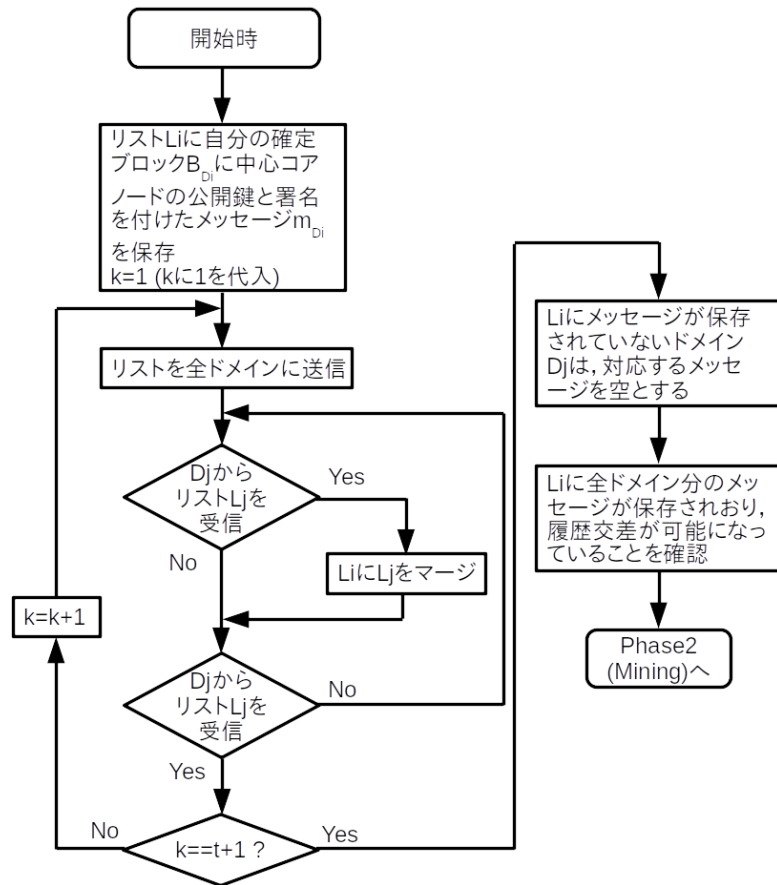 開始時
リストLiに自分の確定
ブロックB_Diに中心コア
ノードの公開鍵と署名
を付けたメッセージm_Di
を保存
k=1 (kに1を代入)
リストを全ドメインに送信
Djから
リストLjを
受信
Yes
No
LiにLjをマージ
k=k+1
Djから
リストLjを
受信
No
Yes
k==t+1 ?
No
Yes
Liにメッセージが保存
されていないドメイン
Djは，対応するメッセ
ージを空とする
Liに全ドメイン分のメッ
セージが保存されおり，
履歴交差が可能になっ
ていることを確認
Phase2
(Mining)へ